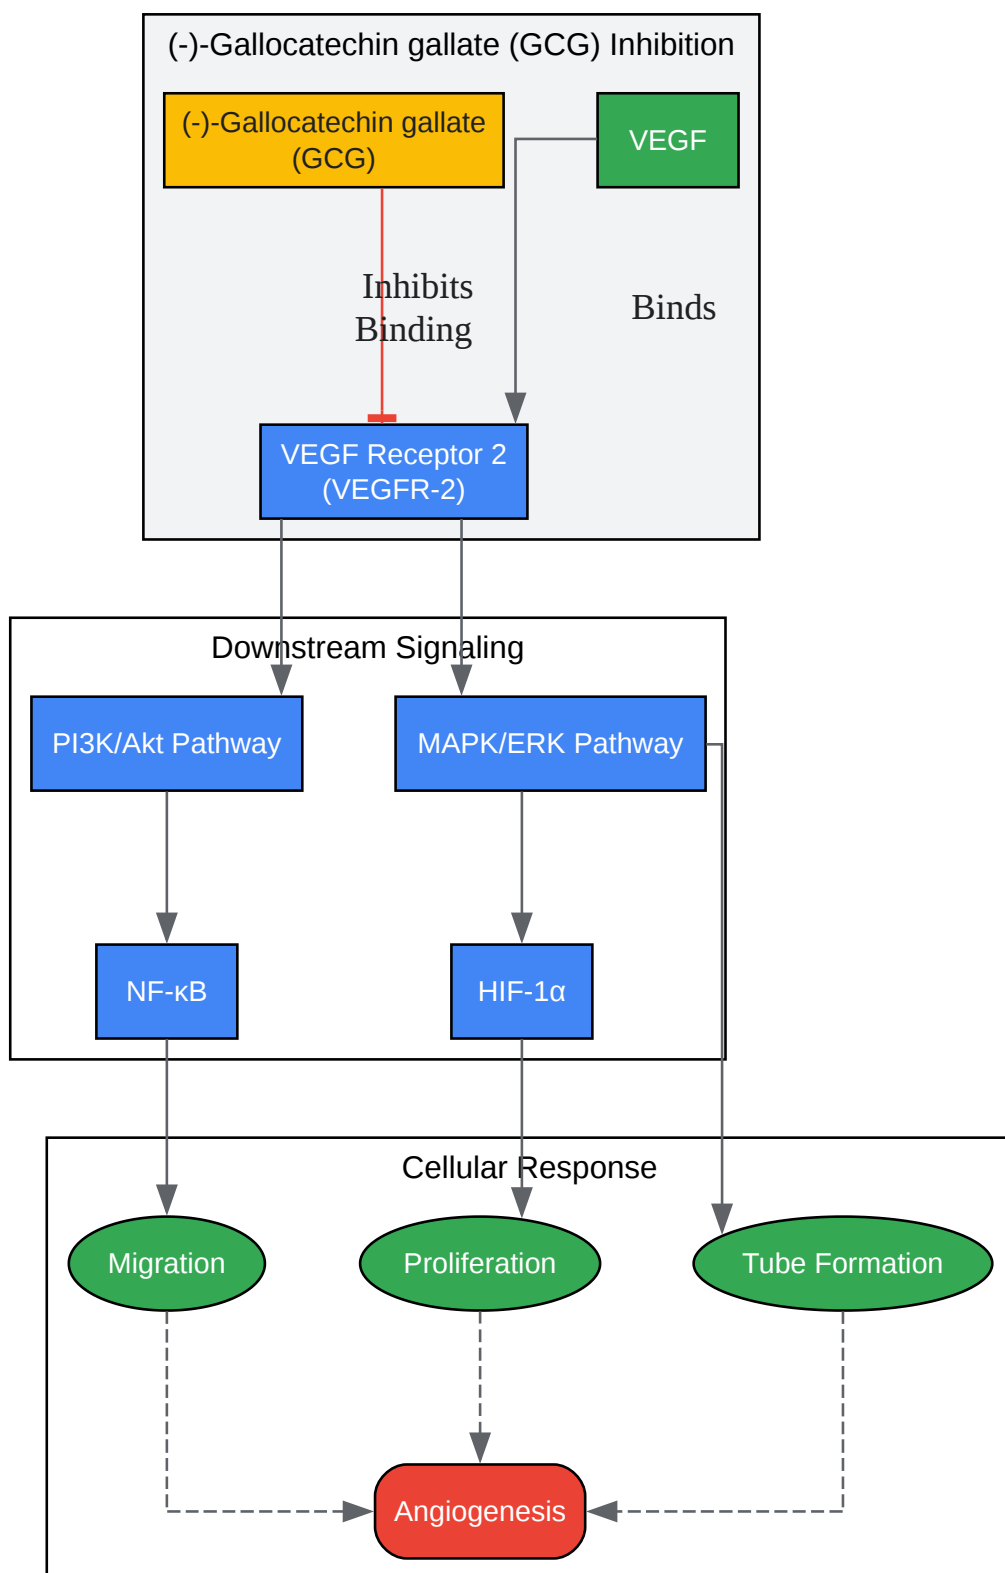 (-)-Gallocatechin gallate (GCG) Inhibition
(-)-Gallocatechin gallate
(GCG)
VEGF
Inhibits
Binding
Binds
VEGF Receptor 2
(VEGFR-2)
Downstream Signaling
PI3K/Akt Pathway
MAPK/ERK Pathway
NF-κB
HIF-1α
Cellular Response
Migration
Proliferation
Tube Formation
Angiogenesis